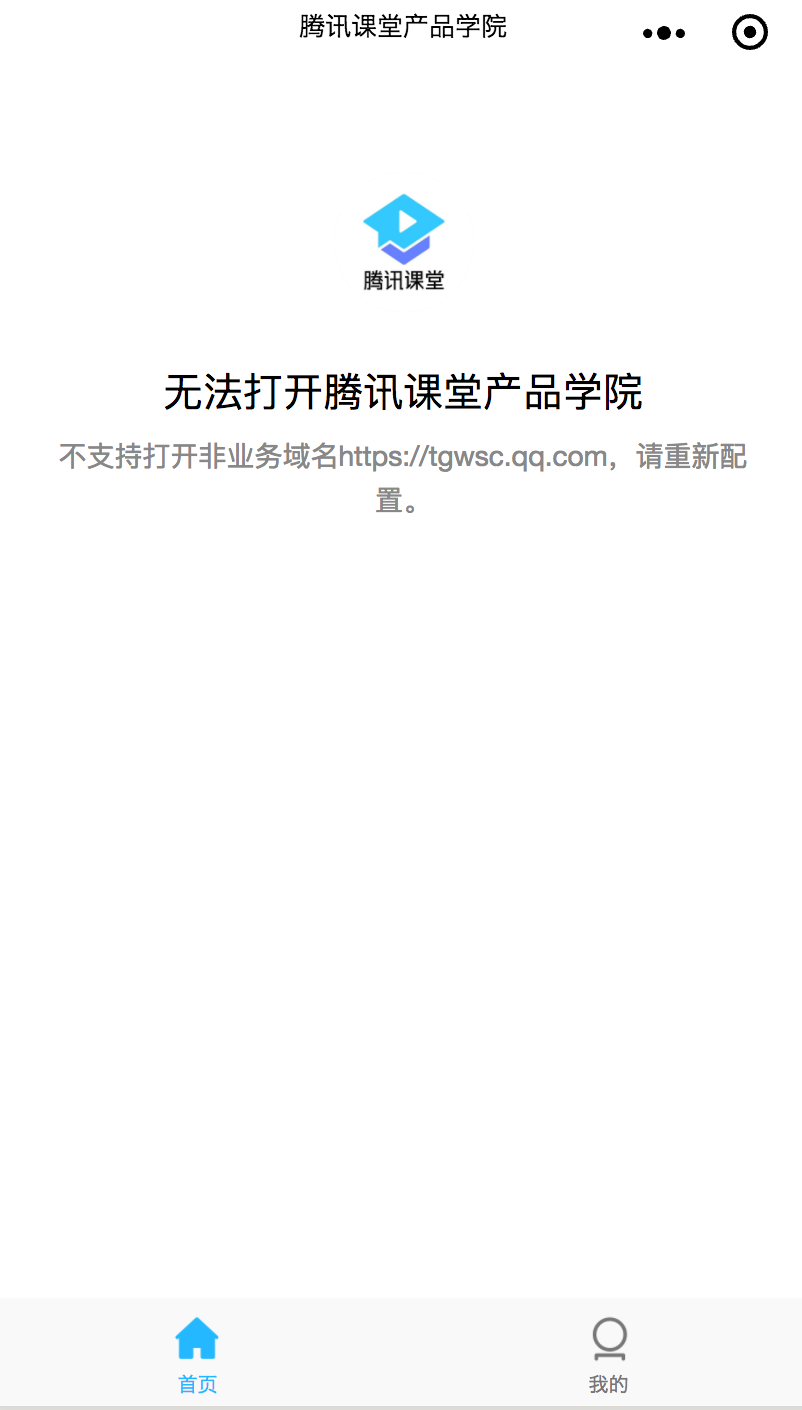 腾讯课堂产品学院
腾讯课堂
无法打开腾讯课堂产品学院
不支持打开非业务域名https://tgwsc.qq.com，请重新配
置。
首页
我的